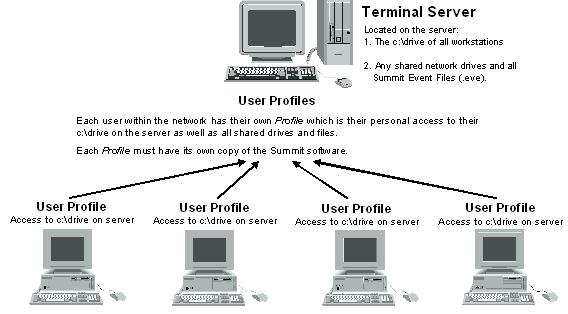 Terminal Server
Located on the server:
1. The c:\drive of all workstations
2. Any shared network drives and all
Summit Event Files (.eve).
User Profiles
Each user within the network has their own Profile which is their personal access to their
c:\drive on the server as well as all shared drives and files.
Each Profile must have its own copy of the Summit software.
User Profile
Access to c:\drive on server
User Profile
Access to c:\drive on server
User Profile
Access to c:\drive on server
User Profile
Access to c:\drive on server